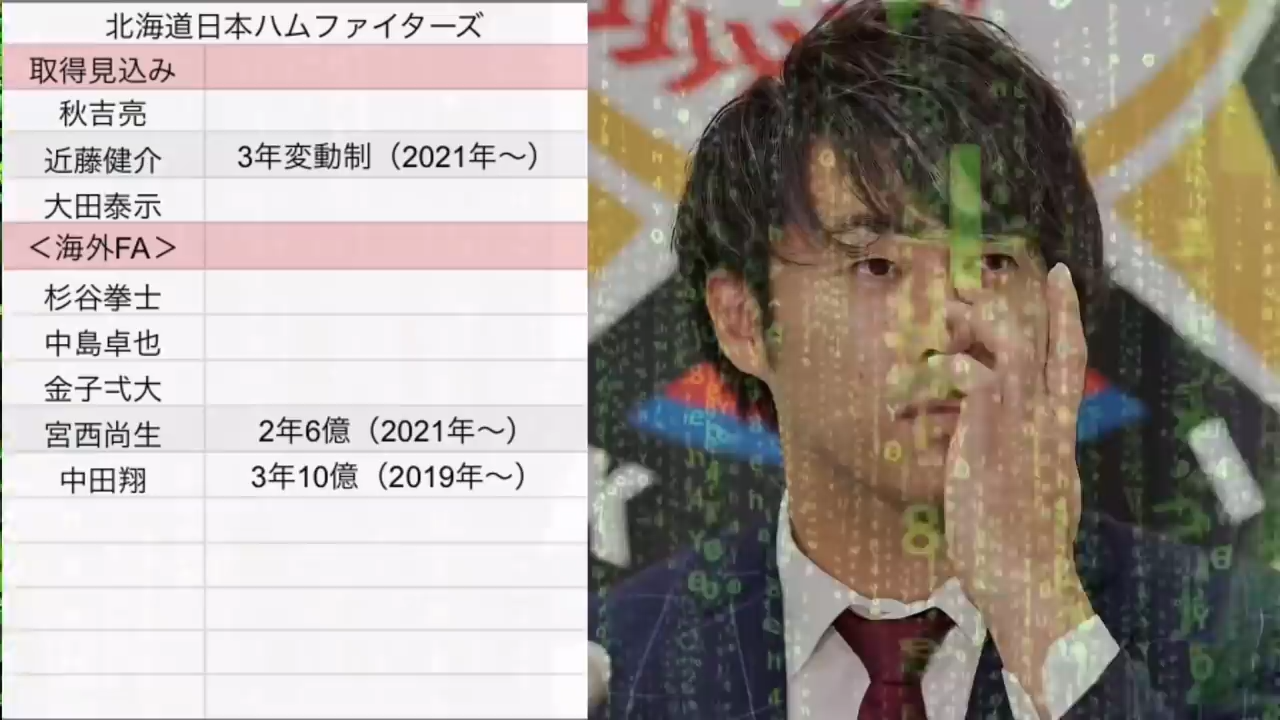 北海道日本ハムファイターズ
取得見込み
秋吉亮
近藤健介 3年変動制（2021年〜）
大田泰示
＜海外FA＞
杉谷拳士
中島卓也
金子弌大
宮西尚生 2年6億（2021年〜）
中田翔 3年10億（2019年〜）